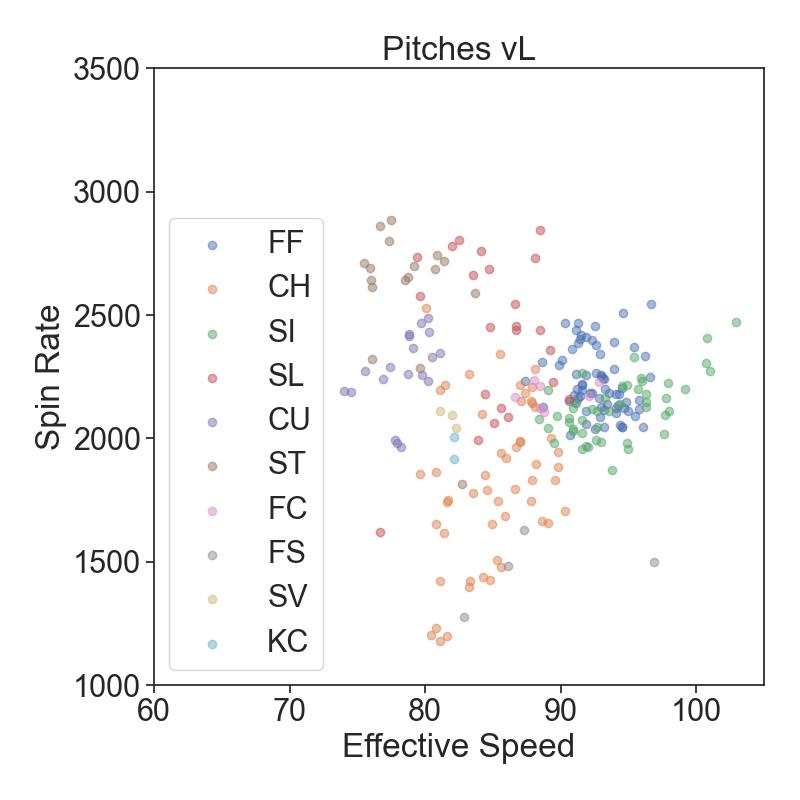 Pitches vL
3500
3000
2500
2000
1500
1000
Spin Rate
FF
CH
SI
SL
CU
ST
FC
FS
SV
KC
60
70
80
90
100
Effective Speed